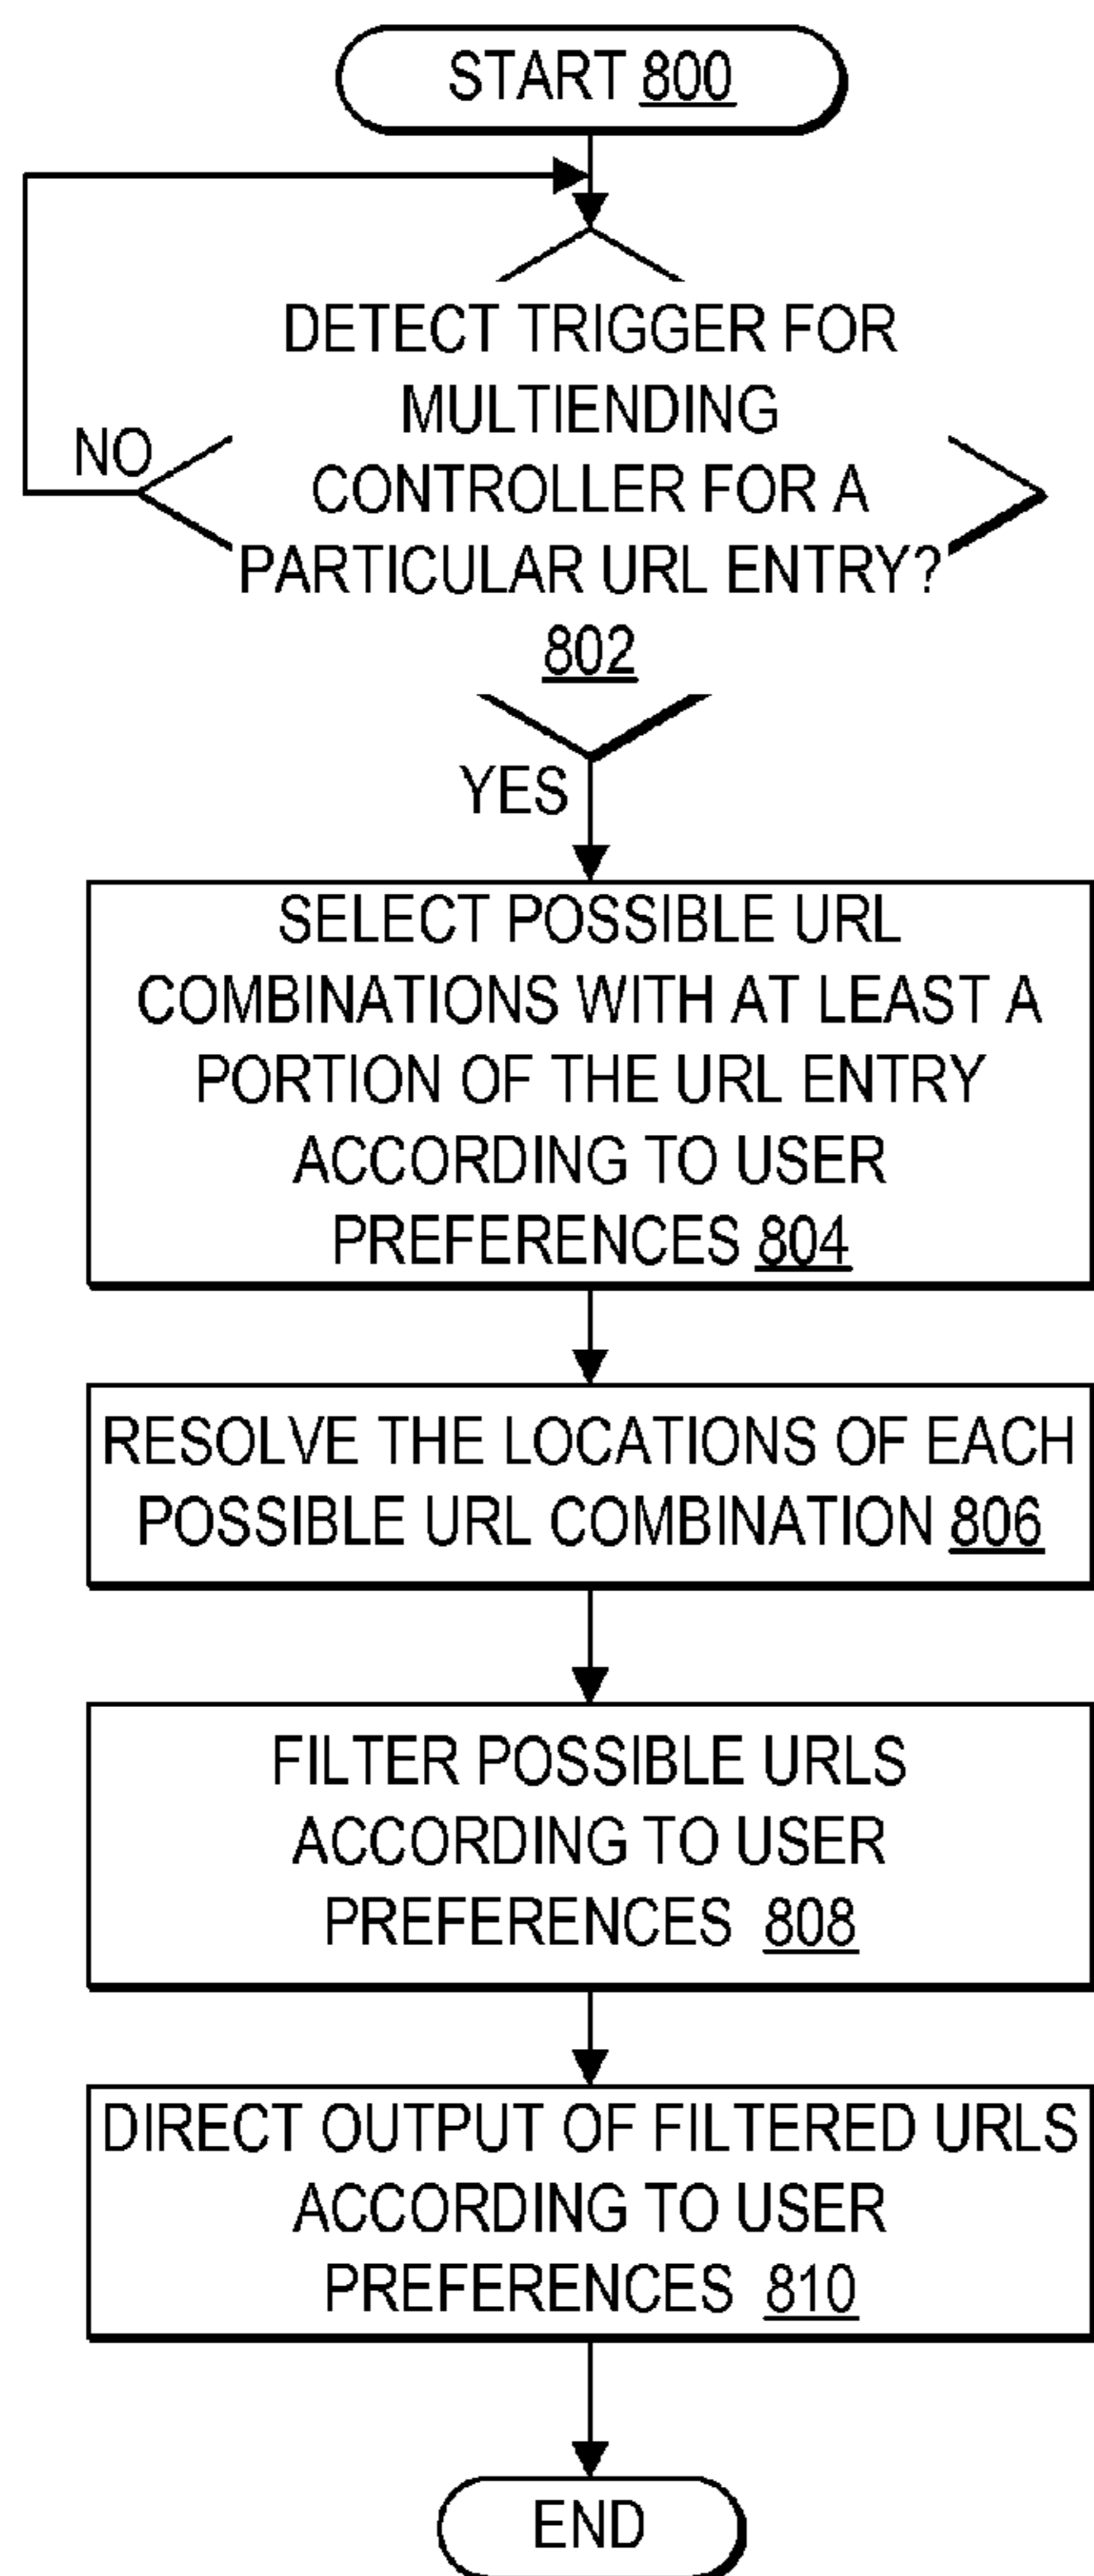 START 800
DETECT TRIGGER FOR
MULTIENDING
CONTROLLER FOR A
PARTICULAR URL ENTRY?
802
NO
YES
SELECT POSSIBLE URL
COMBINATIONS WITH AT LEAST A
PORTION OF THE URL ENTRY
ACCORDING TO USER
PREFERENCES 804
RESOLVE THE LOCATIONS OF EACH
POSSIBLE URL COMBINATION 806
FILTER POSSIBLE URLS
ACCORDING TO USER
PREFERENCES 808
DIRECT OUTPUT OF FILTERED URLS
ACCORDING TO USER
PREFERENCES 810
END